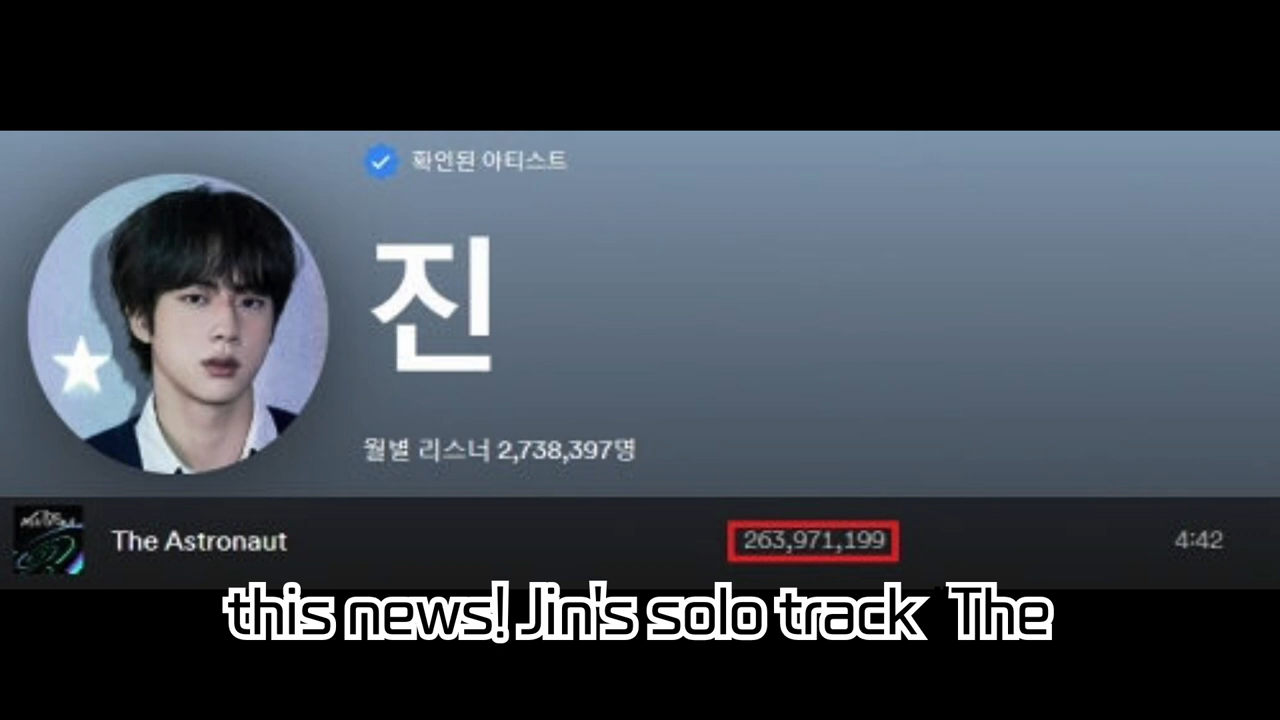 확인된 아티스트
진
월별 리스너 2,738,397명
The Astronaut 263,971,199 4:42
this news! Jin's solo track The